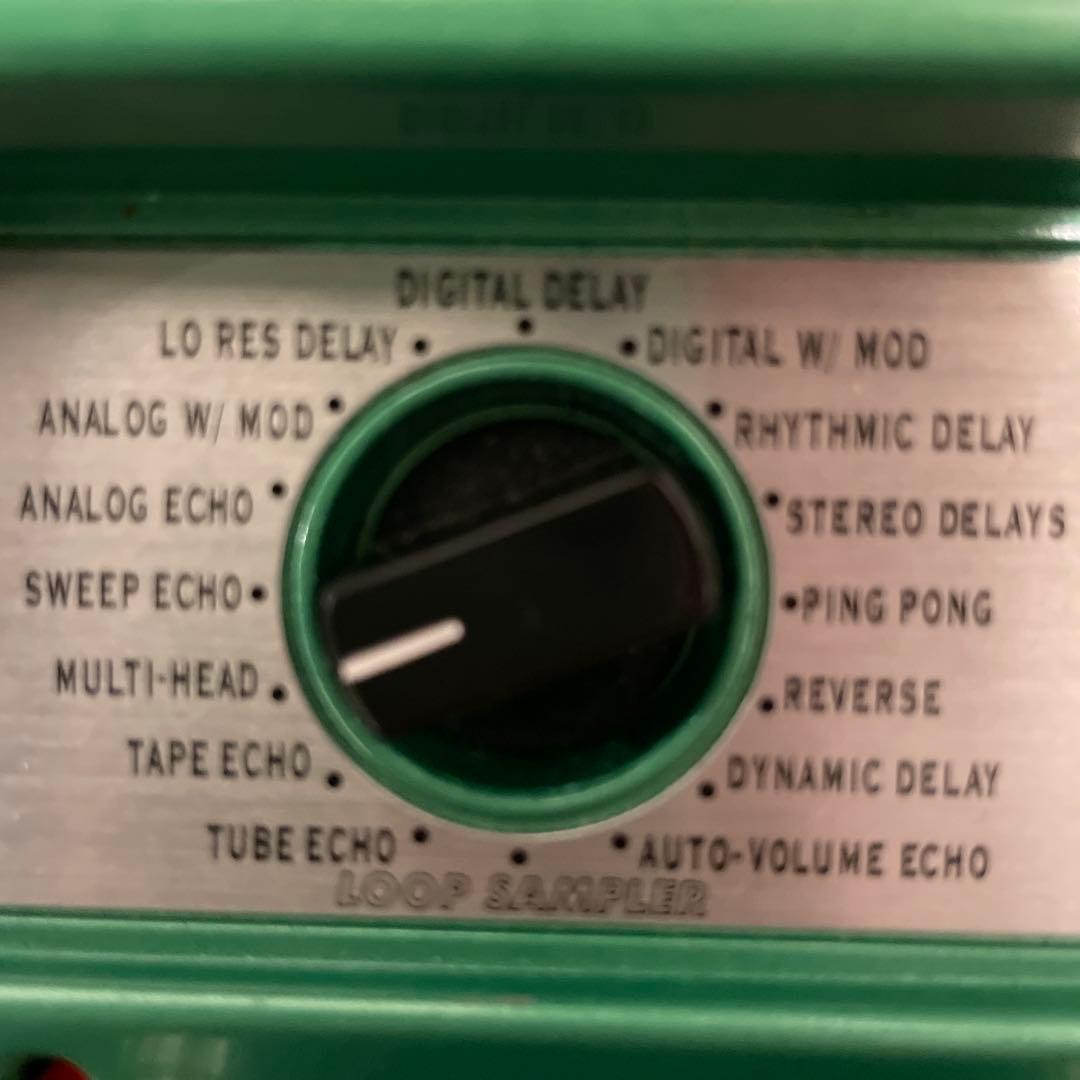 DIGITAL DELAY
LO RES DELAY
DIGITAL W/ MOD
ANALOG W/ MOD
RHYTHMIC DELAY
ANALOG ECHO
STEREO DELAYS
SWEEP ECHO
PING PONG
MULTI-HEAD
REVERSE
TAPE ECHO
DYNAMIC DELAY
TUBE ECHO
AUTO-VOLUME ECHO
LOOP SAMPLER